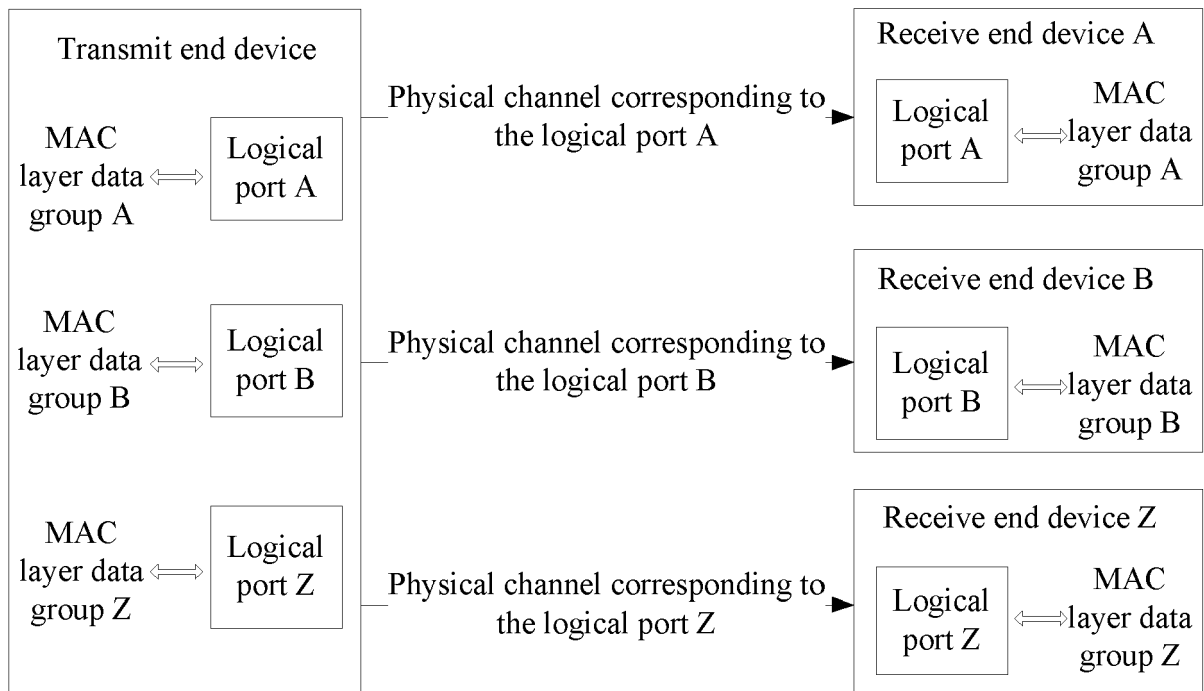 Transmit end device
MAC
layer data
group A
Logical
port A
MAC
layer data
group B
Logical
port B
MAC
layer data
group Z
Logical
port Z
Physical channel corresponding to
the logical port A
Physical channel corresponding to
the logical port B
Physical channel corresponding to
the logical port Z
Receive end device A
Logical
port A
MAC
layer data
group A
Receive end device B
Logical
port B
MAC
layer data
group B
Receive end device Z
Logical
port Z
MAC
layer data
group Z